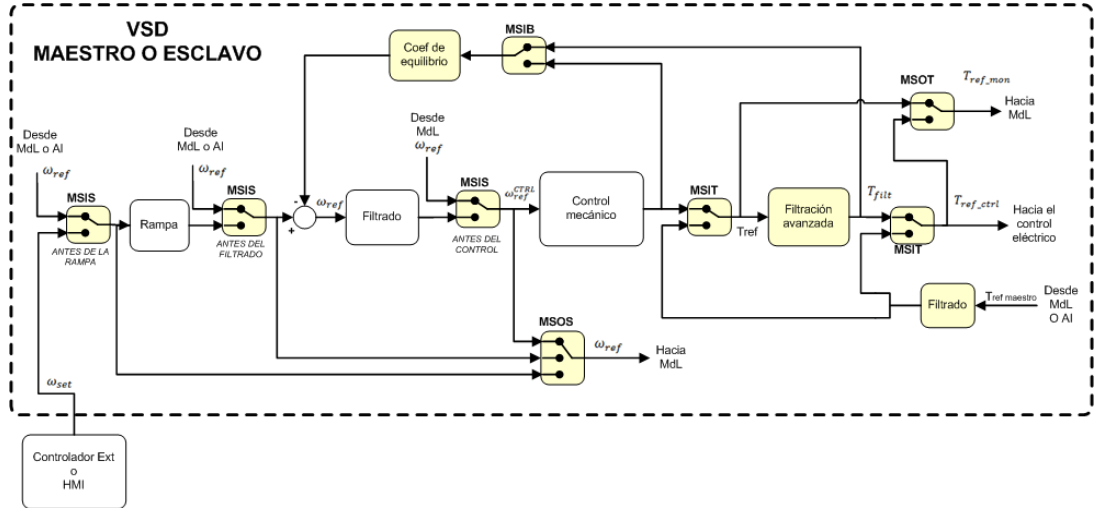 VSD
MAESTRO O ESCLAVO
Coef de
equilibrio
MSIB
MSOT
T_ref_mon
Hacia
MdL
Desde
MdL o AI
ω_ref
Desde
MdL o AI
ω_ref
Desde
MdL
ω_ref
MSIS
ANTES DE LA
RAMPA
Rampa
MSIS
ANTES DEL
FILTRADO
-
+
ω_ref
Filtrado
MSIS
ANTES DEL
CONTROL
ω_ref^CTRL
Control
mecánico
MSIT
Tref
Filtración
avanzada
T_filt
MSIT
T_ref_ctrl
Hacia el
control
eléctrico
Filtrado
Tref maestro
Desde
MdL
O AI
MSOS
ω_ref
Hacia
MdL
ω_set
Controlador Ext
o
HMI